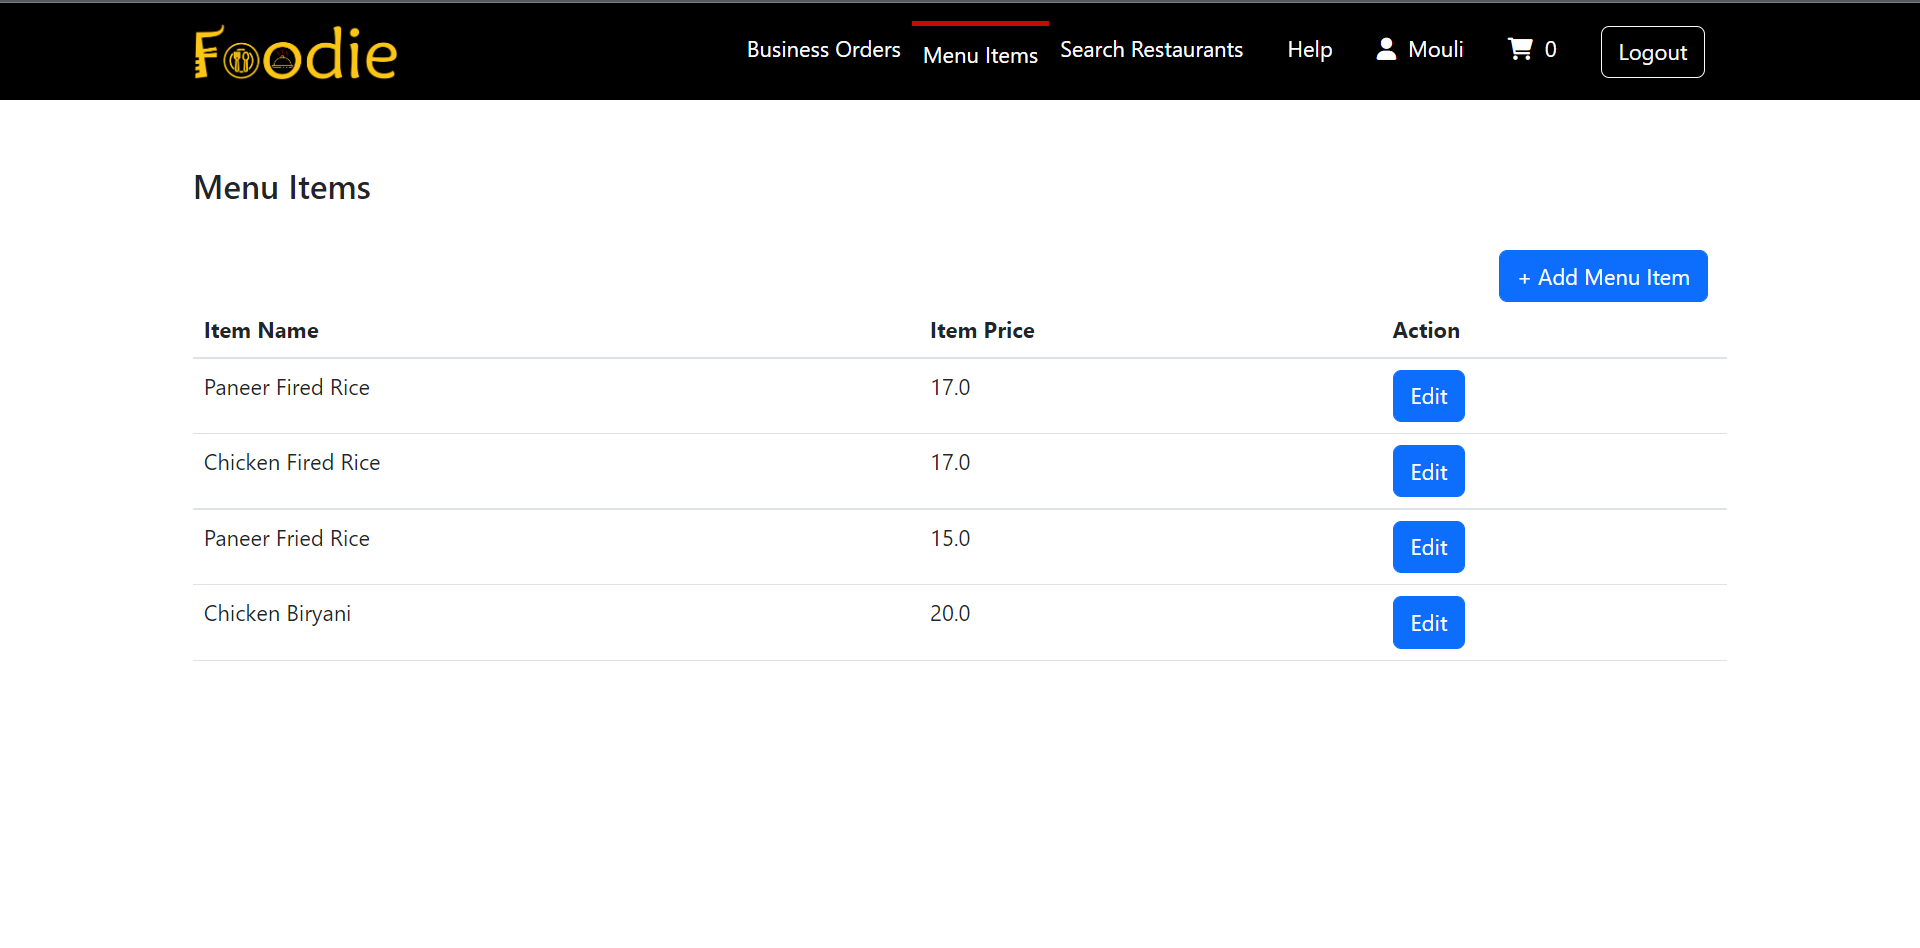 Foodie
Business Orders Menu Items Search Restaurants Help Mouli 0 Logout
Menu Items
+ Add Menu Item
Item Name Item Price Action
Paneer Fired Rice 17.0 Edit
Chicken Fired Rice 17.0 Edit
Paneer Fried Rice 15.0 Edit
Chicken Biryani 20.0 Edit